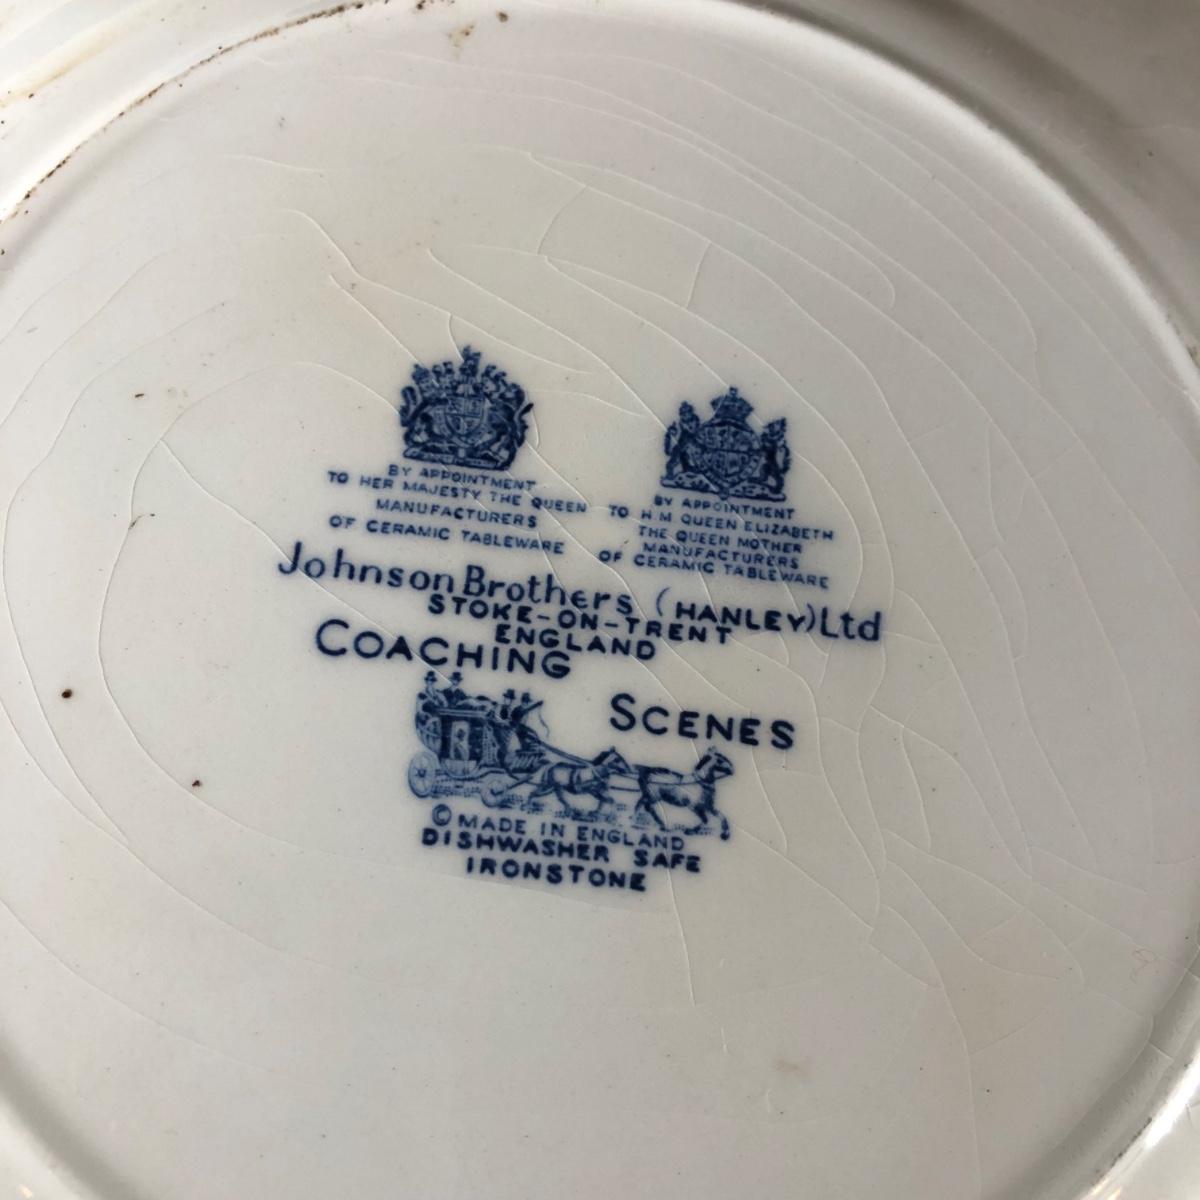 BY APPOINTMENT
TO HER MAJESTY THE QUEEN
MANUFACTURERS
OF CERAMIC TABLEWARE
BY APPOINTMENT
TO H M QUEEN ELIZABETH
THE QUEEN MOTHER
MANUFACTURERS
OF CERAMIC TABLEWARE
Johnson Brothers (HANLEY) Ltd
STOKE-ON-TRENT
ENGLAND
COACHING
SCENES
© MADE IN ENGLAND
DISHWASHER SAFE
IRONSTONE